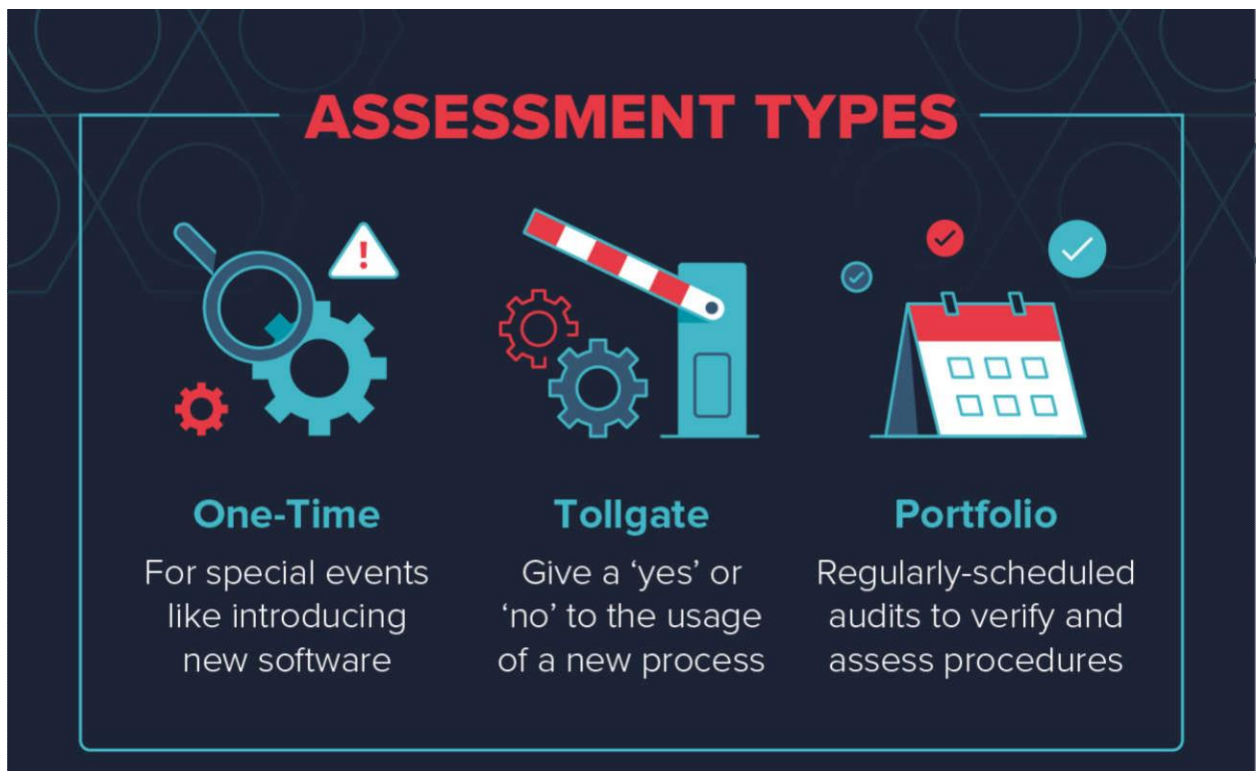 ASSESSMENT TYPES
One-Time
For special events
like introducing
new software
Tollgate
Give a ‘yes’ or
‘no’ to the usage
of a new process
Portfolio
Regularly-scheduled
audits to verify and
assess procedures